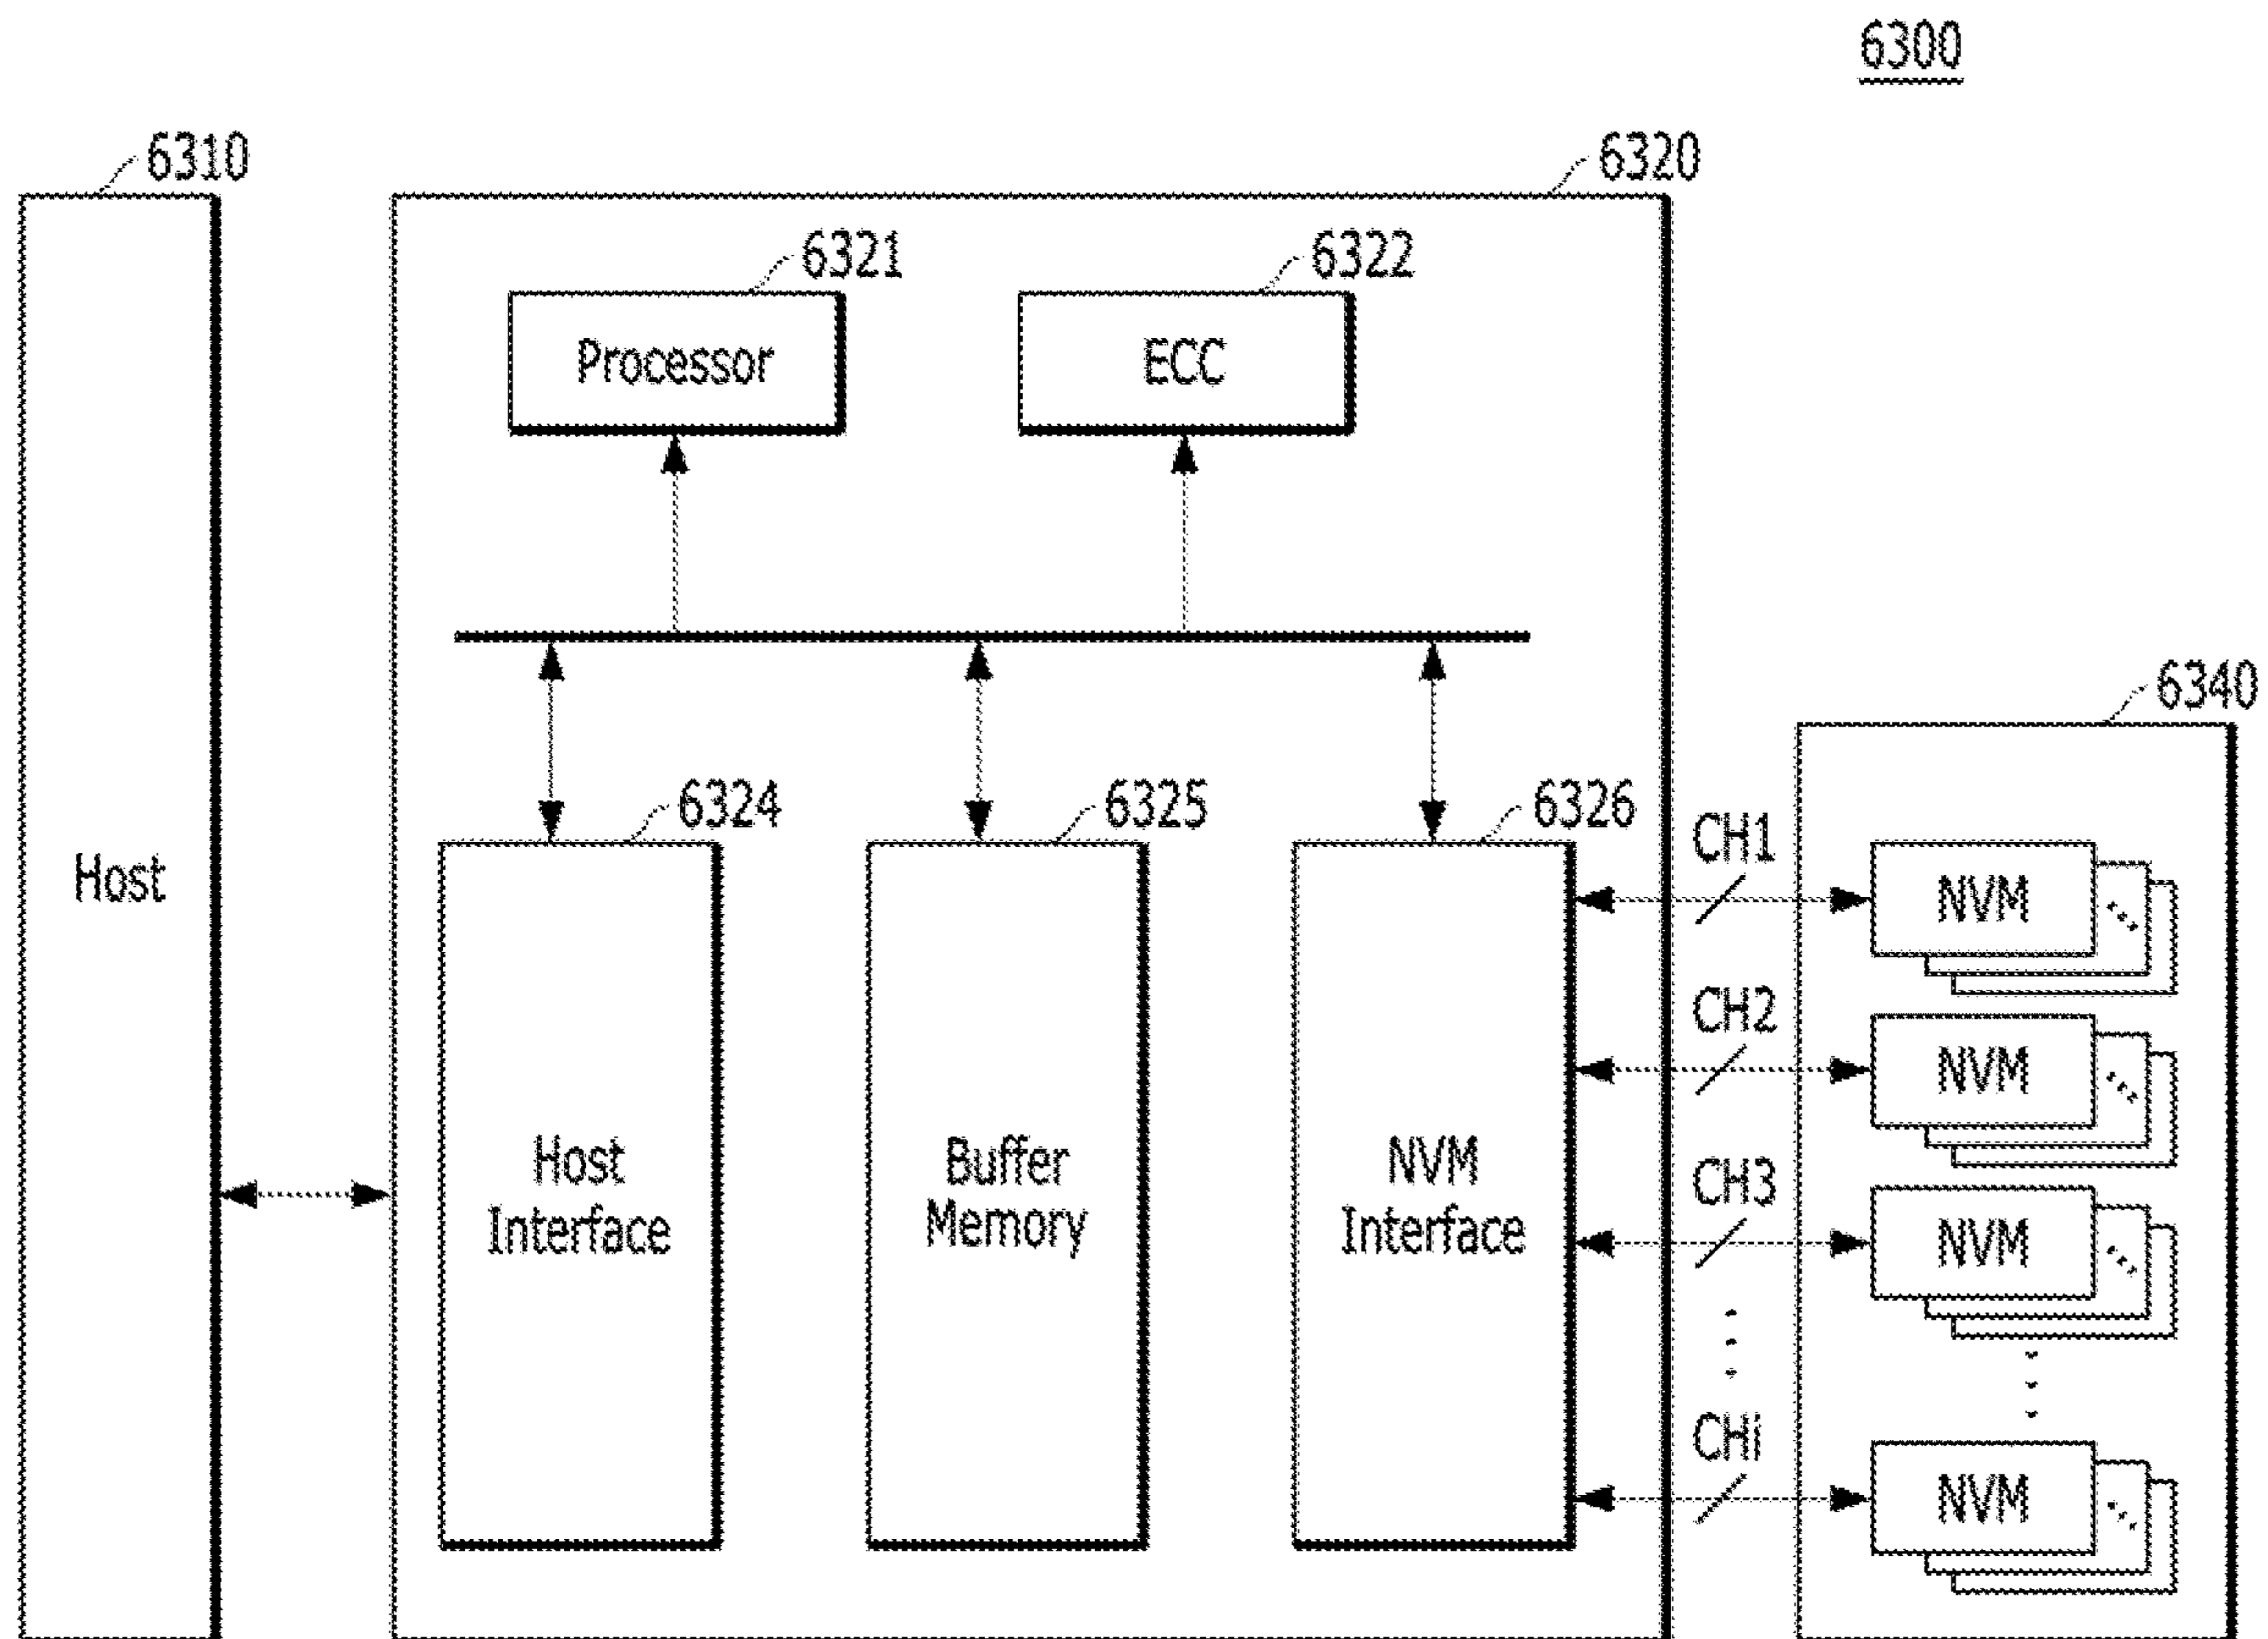 6300
6310
6320
6321
6322
Processor
ECC
6340
6324
6325
6326
CH1
Host
NVM
CH2
NVM
Host
Interface
Buffer
Memory
NVM
Interface
CH3
NVM
CHi
NVM